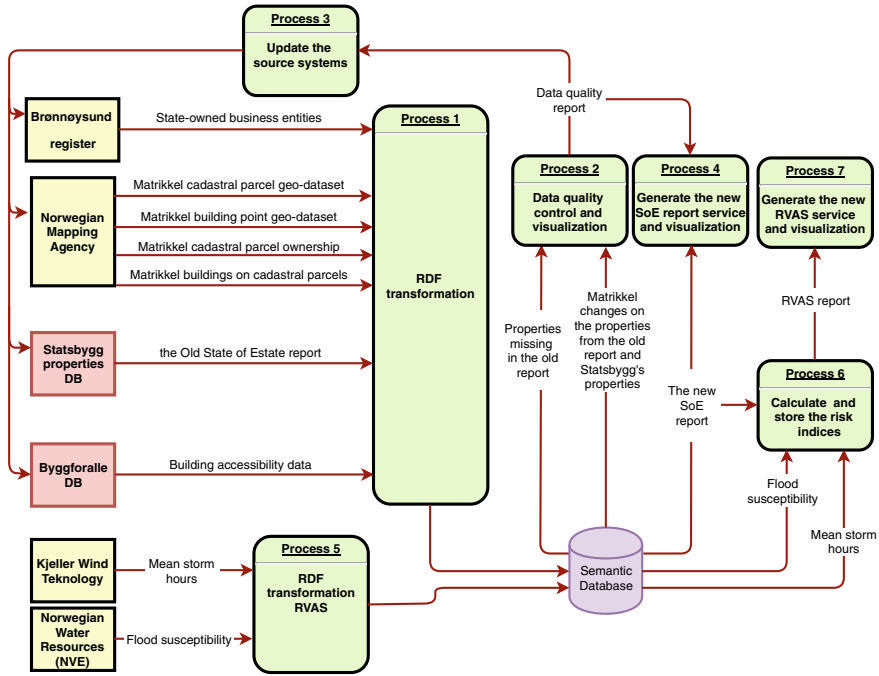 Process 3
Update the
source systems
Brønnøysund
register
State-owned business entities
Norwegian
Mapping
Agency
Matrikkel cadastral parcel geo-dataset
Matrikkel building point geo-dataset
Matrikkel cadastral parcel ownership
Matrikkel buildings on cadastral parcels
Statsbygg
properties
DB
the Old State of Estate report
Byggforalle
DB
Building accessibility data
Process 1
RDF
transformation
Kjeller Wind
Teknology
Mean storm
hours
Norwegian
Water
Resources
(NVE)
Flood susceptibility
Process 5
RDF
transformation
RVAS
Data quality
report
Process 2
Data quality
control and
visualization
Process 4
Generate the new
SoE report service
and visualization
Process 7
Generate the new
RVAS service
and visualization
Properties
missing
in the old
report
Matrikkel
changes on
the properties
from the old
report and
Statsbygg's
properties
The new
SoE
report
RVAS report
Process 6
Calculate and
store the risk
indices
Flood
susceptibility
Mean storm
hours
Semantic
Database